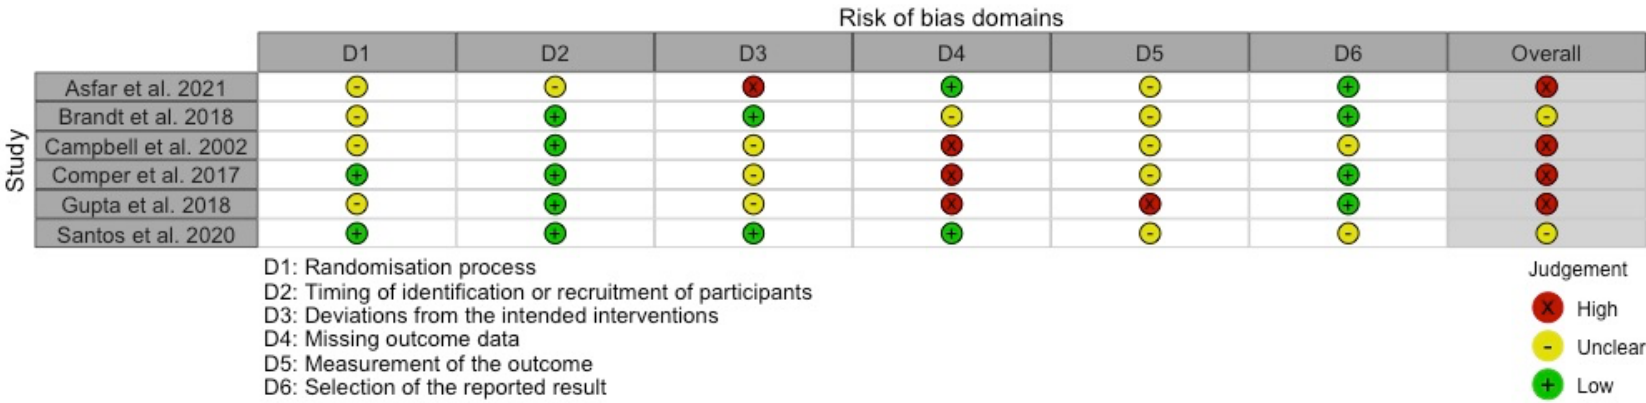 Risk of bias domains
D1 D2 D3 D4 D5 D6 Overall
Study
Asfar et al. 2021 - - x + - + x
Brandt et al. 2018 - + + - - + -
Campbell et al. 2002 - + - x - - x
Comper et al. 2017 + + - x - + x
Gupta et al. 2018 - + - x x + x
Santos et al. 2020 + + + + - - -
D1: Randomisation process
D2: Timing of identification or recruitment of participants
D3: Deviations from the intended interventions
D4: Missing outcome data
D5: Measurement of the outcome
D6: Selection of the reported result
Judgement
x High
- Unclear
+ Low